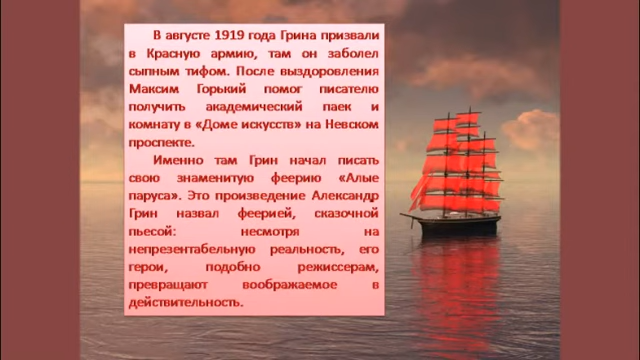 В августе 1919 года Грина призвали
в Красную армию, там он заболел
сыпным тифом. После выздоровления
Максим Горький помог писателю
получить академический паек и
комнату в «Доме искусств» на Невском
проспекте.
Именно там Грин начал писать
свою знаменитую феерию «Алые
паруса». Это произведение Александр
Грин назвал феерией, сказочной
пьесой: несмотря на
непрезентабельную реальность, его
герои, подобно режиссерам,
превращают воображаемое в
действительность.